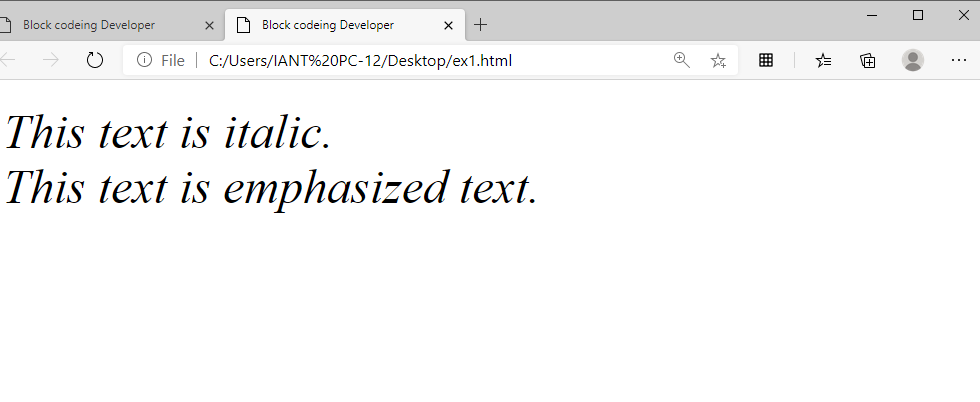 Block codeing Developer
Block codeing Developer
File
C:/Users/IANT%20PC-12/Desktop/ex1.html
This text is italic.
This text is emphasized text.